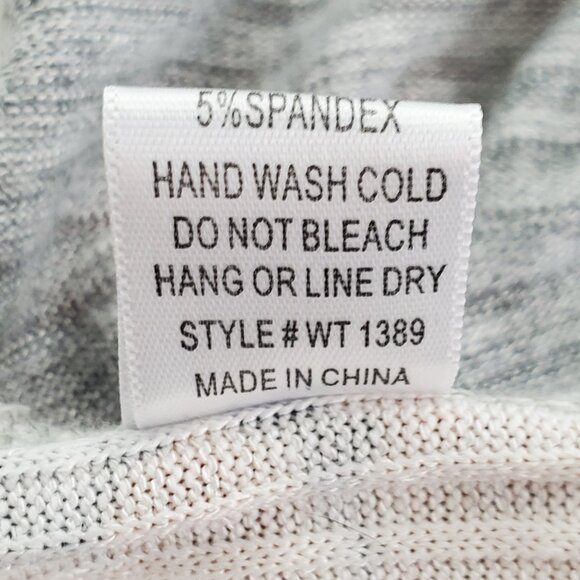 5%SPANDEX
HAND WASH COLD
DO NOT BLEACH
HANG OR LINE DRY
STYLE # WT 1389
MADE IN CHINA